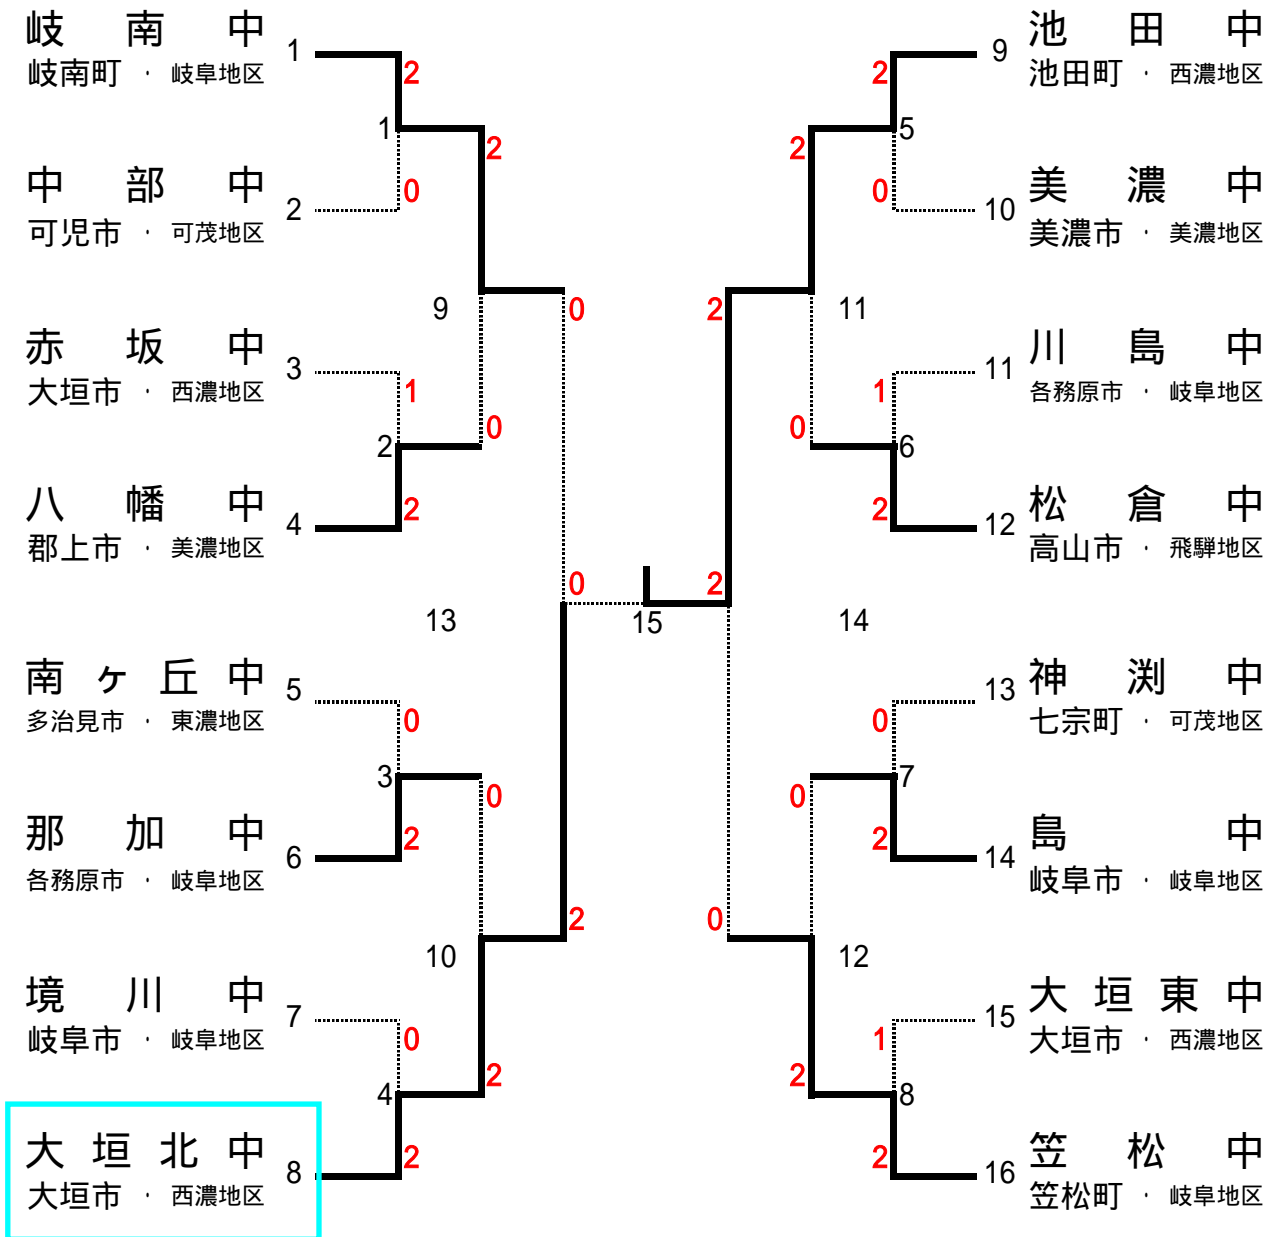 岐南中 1
岐南町 · 岐阜地区
2
1
2
0
中部中 2
可児市 · 可茂地区
9
0
赤坂中 3
大垣市 · 西濃地区
1
2
0
八幡中 4
郡上市 · 美濃地区
2
0
13
南ヶ丘中 5
多治見市 · 東濃地区
0
3
0
那加中 6
各務原市 · 岐阜地区
2
2
10
境川中 7
岐阜市 · 岐阜地区
0
4
2
大垣北中 8
大垣市 · 西濃地区
2
15
9 池田中
池田町 · 西濃地区
2
5
2
0
10 美濃中
美濃市 · 美濃地区
2
11
11 川島中
各務原市 · 岐阜地区
1
6
0
12 松倉中
高山市 · 飛騨地区
2
2
14
13 神渕中
七宗町 · 可茂地区
0
7
0
14 島中
岐阜市 · 岐阜地区
2
0
12
15 大垣東中
大垣市 · 西濃地区
1
8
2
16 笠松中
笠松町 · 岐阜地区
2